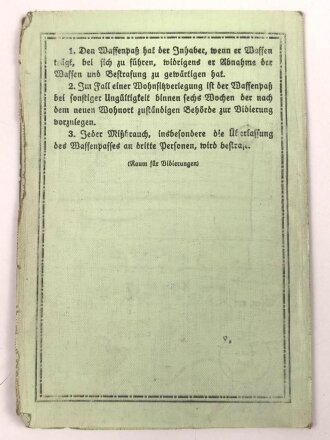 1. Den Waffenpaß hat der Inhaber, wenn er Waffen
trägt, bei sich zu führen, widrigens er Abnahme der
Waffen und Bestrafung zu gewärtigen hat.
2. Im Fall einer Wohnsitzverlegung ist der Waffenpaß
bei sonstiger Ungültigkeit binnen sechs Wochen der nach
dem neuen Wohnort zuständigen Behörde zur Vidierung
vorzulegen.
3. Jeder Mißbrauch, insbesondere die Überlassung
des Waffenpasses an dritte Personen, wird bestraft.
(Raum für Vidierungen)